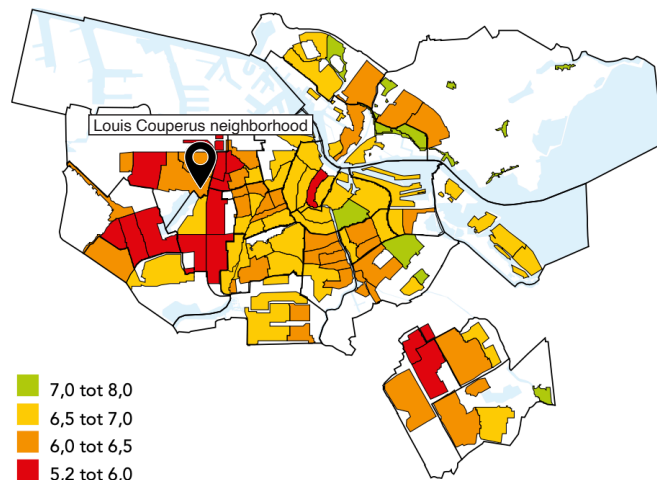 Louis Couperus neighborhood
7,0 tot 8,0
6,5 tot 7,0
6,0 tot 6,5
5,2 tot 6,0